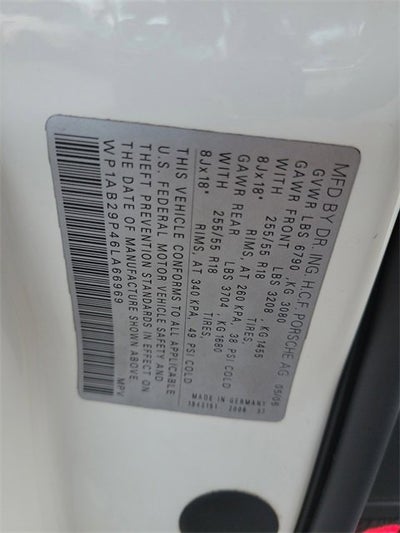 MFD BY DR. ING. H.C.F. PORSCHE AG 05/06
GVWR LBS 6790 , KG 3080
GAWR FRONT LBS 3208 KG 1455
WITH 255/55 R18 TIRES,
8JX18" RIMS, AT 260 KPA, 38 PSI COLD
GAWR REAR LBS 3704 , KG 1680
WITH 255/55 R18 TIRES,
8JX18" RIMS, AT 340 KPA, 49 PSI COLD
THIS VEHICLE CONFORMS TO ALL APPLICABLE
U.S. FEDERAL MOTOR VEHICLE SAFETY AND
THEFT PREVENTION STANDARDS IN EFFECT ON
THE DATE OF MANUFACTURE SHOWN ABOVE
WP1AB29P46LA66969 MPV
MADE IN GERMANY
2006 37